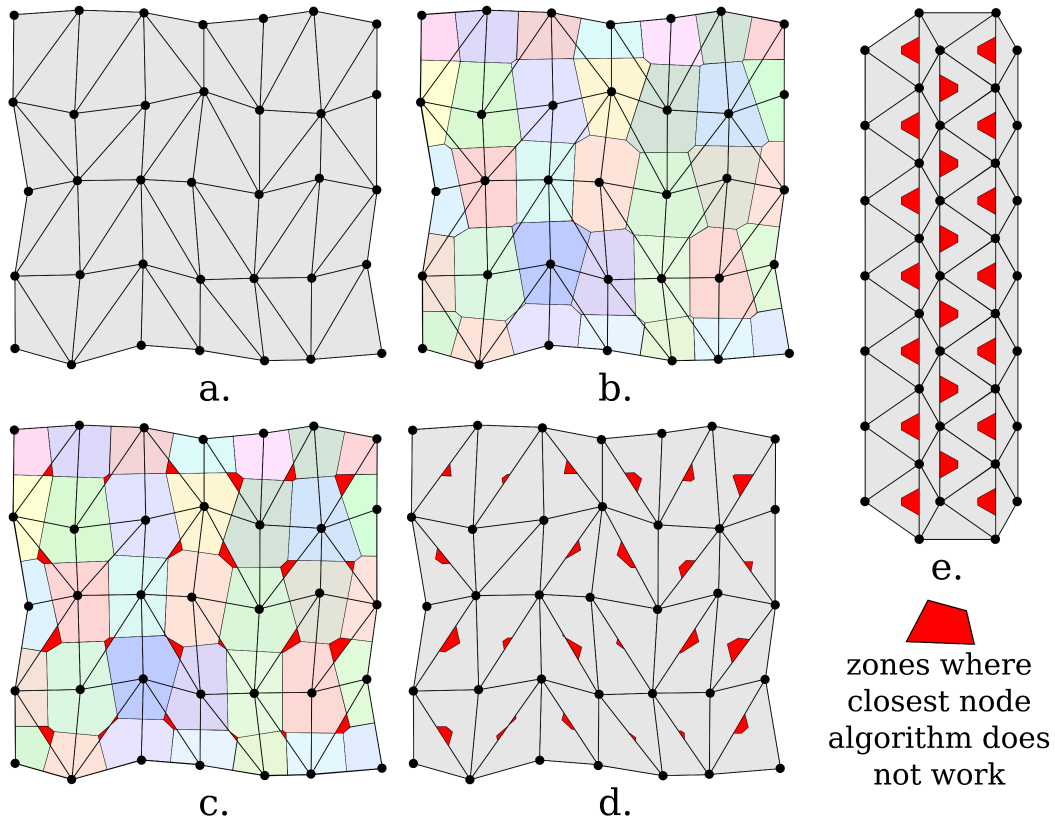 a.
b.
c.
d.
e.
zones where
closest node
algorithm does
not work